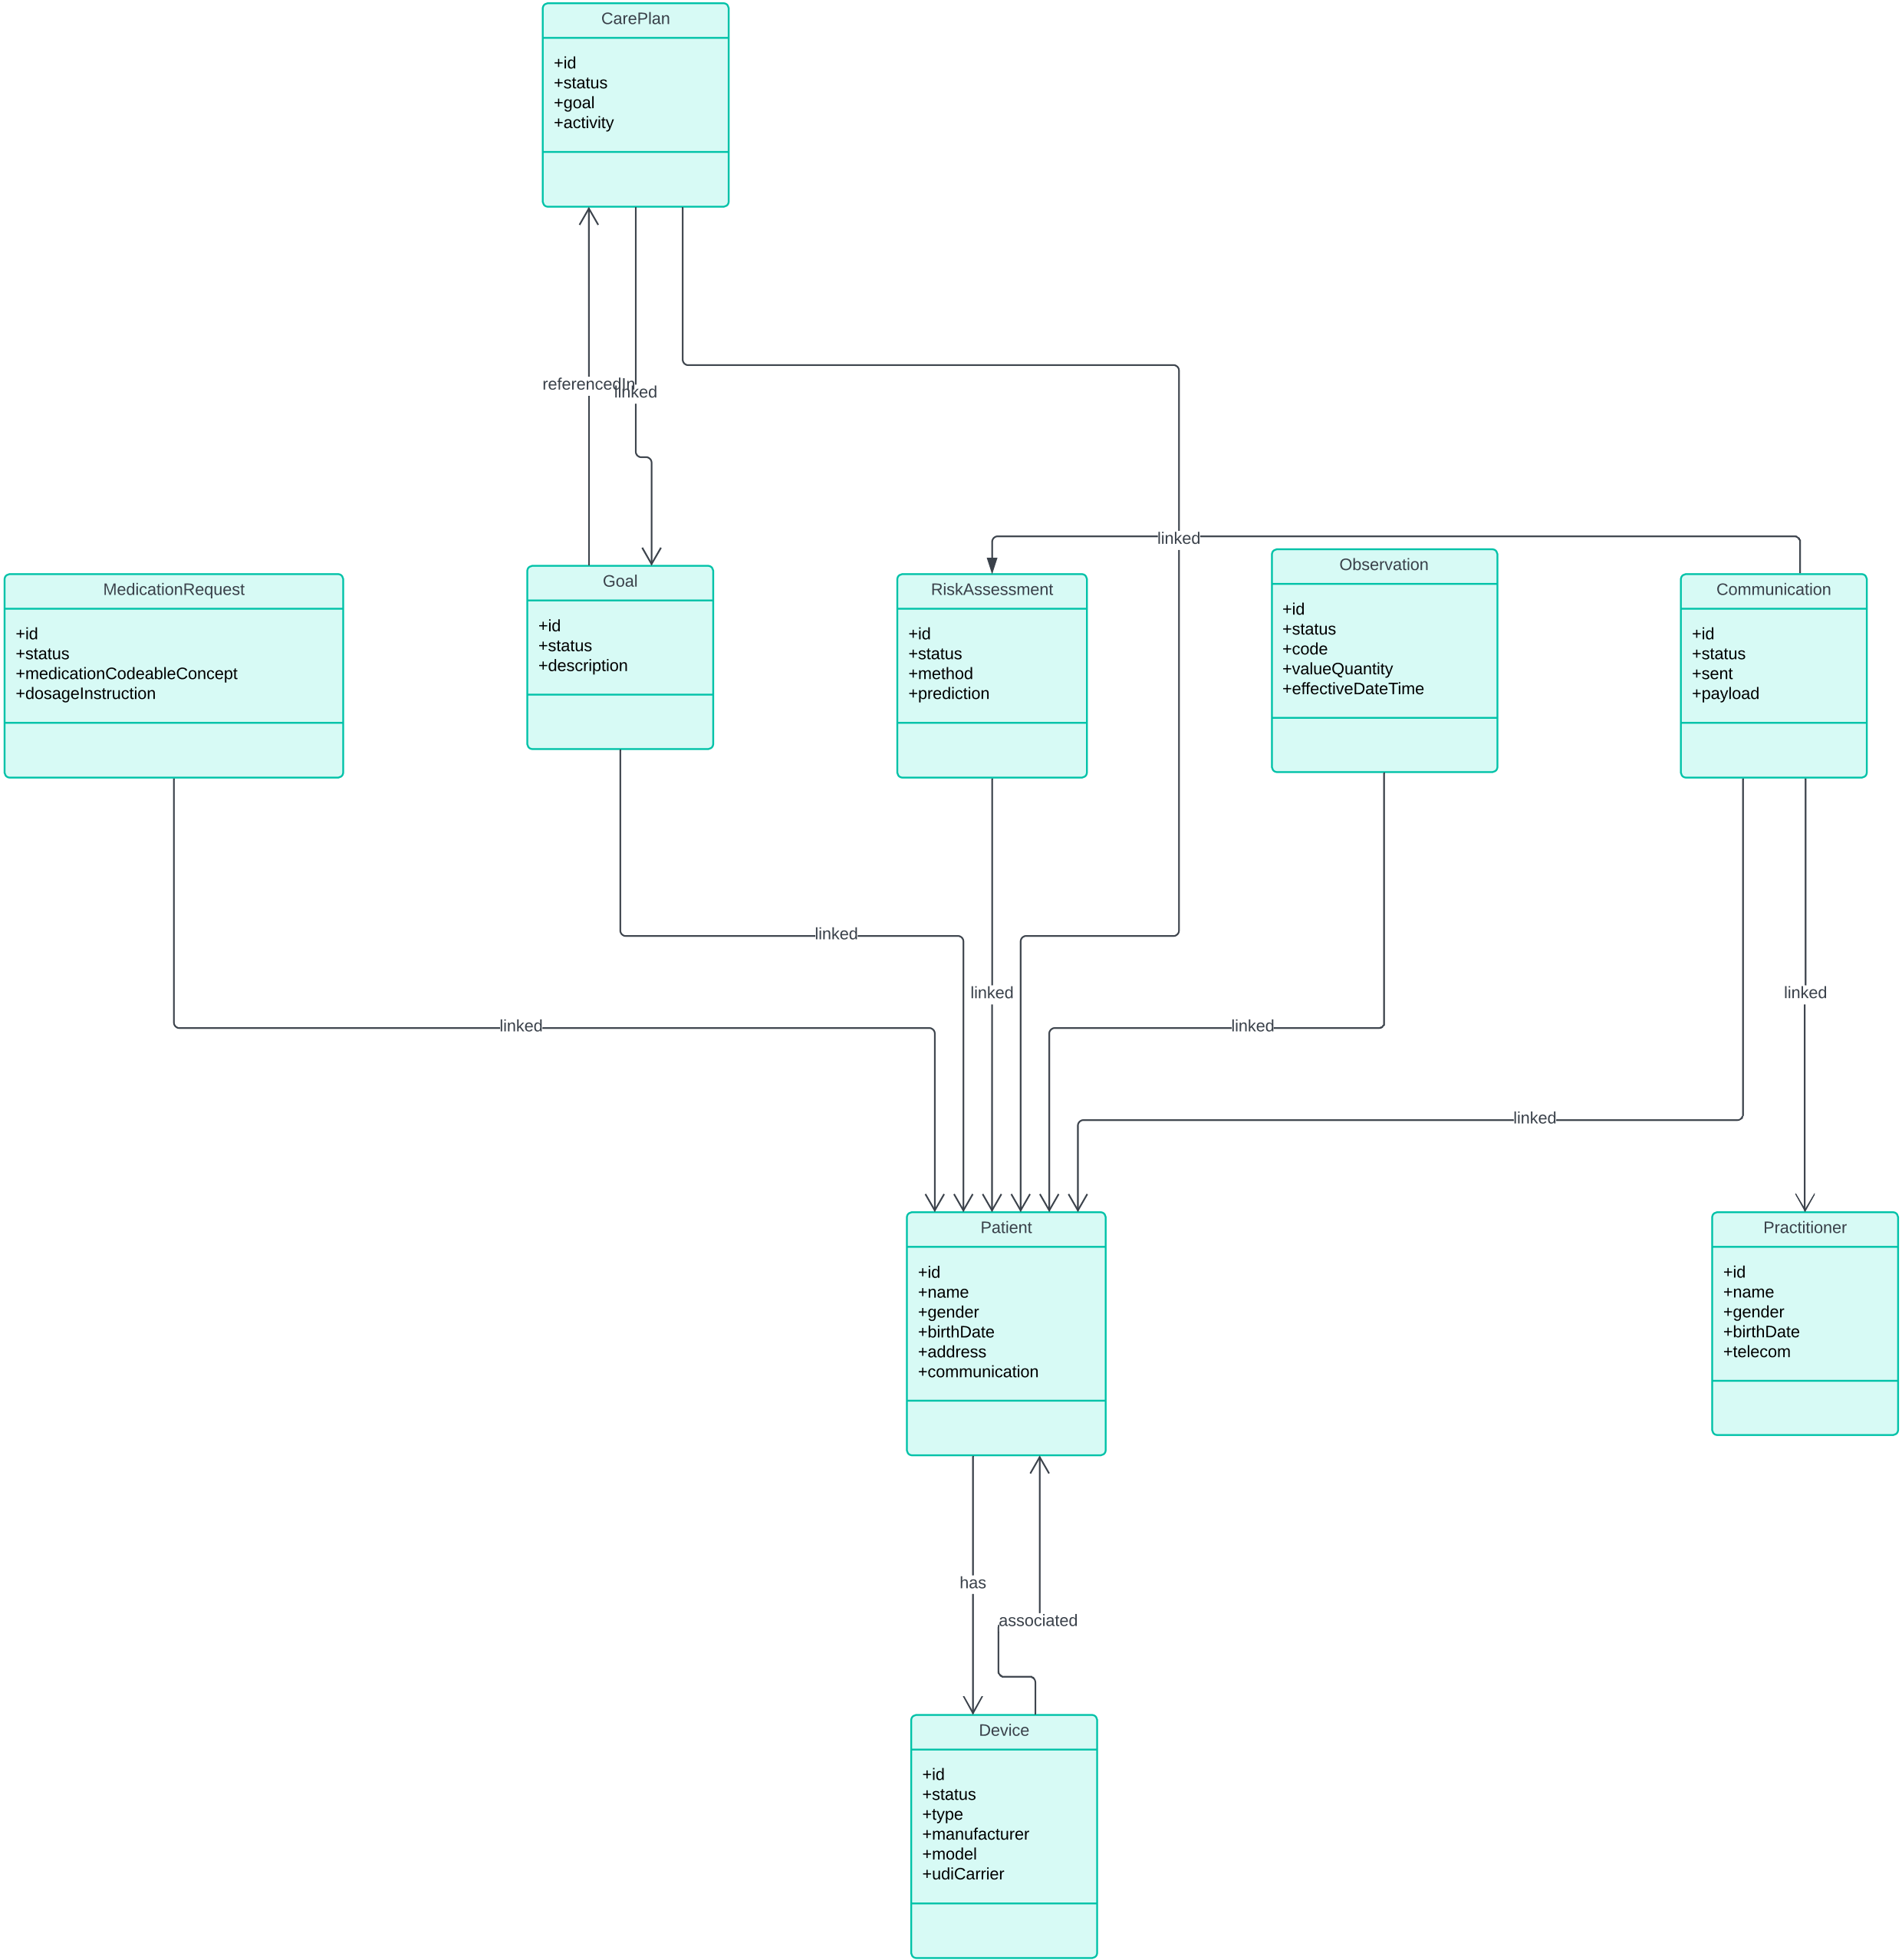 CarePlan
+id
+status
+goal
+activity
referencedIn
linked
linked
MedicationRequest
+id
+status
+medicationCodeableConcept
+dosageInstruction
Goal
+id
+status
+description
RiskAssessment
+id
+status
+method
+prediction
Observation
+id
+status
+code
+valueQuantity
+effectiveDateTime
Communication
+id
+status
+sent
+payload
linked
linked
linked
linked
linked
linked
Patient
+id
+name
+gender
+birthDate
+address
+communication
Practitioner
+id
+name
+gender
+birthDate
+telecom
has
associated
Device
+id
+status
+type
+manufacturer
+model
+udiCarrier